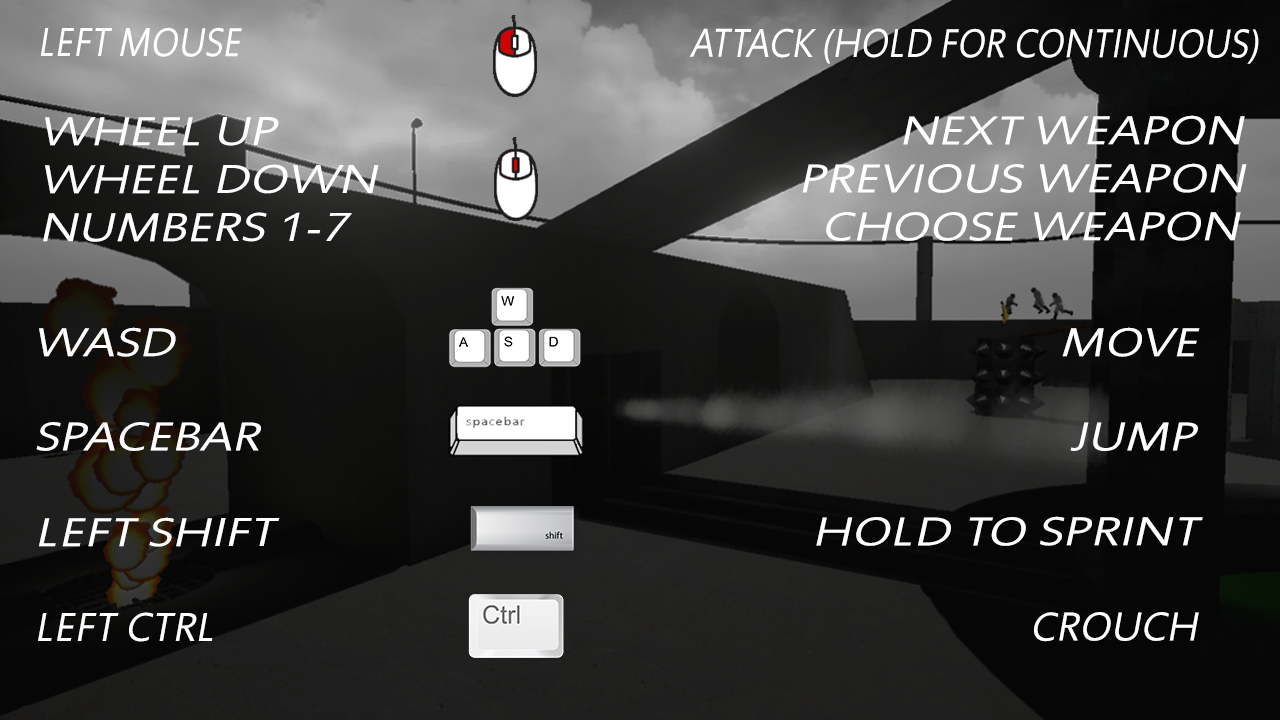 LEFT MOUSE ATTACK (HOLD FOR CONTINUOUS)
WHEEL UP NEXT WEAPON
WHEEL DOWN PREVIOUS WEAPON
NUMBERS 1-7 CHOOSE WEAPON
W
WASD A S D MOVE
SPACEBAR spacebar JUMP
LEFT SHIFT shift HOLD TO SPRINT
LEFT CTRL Ctrl CROUCH